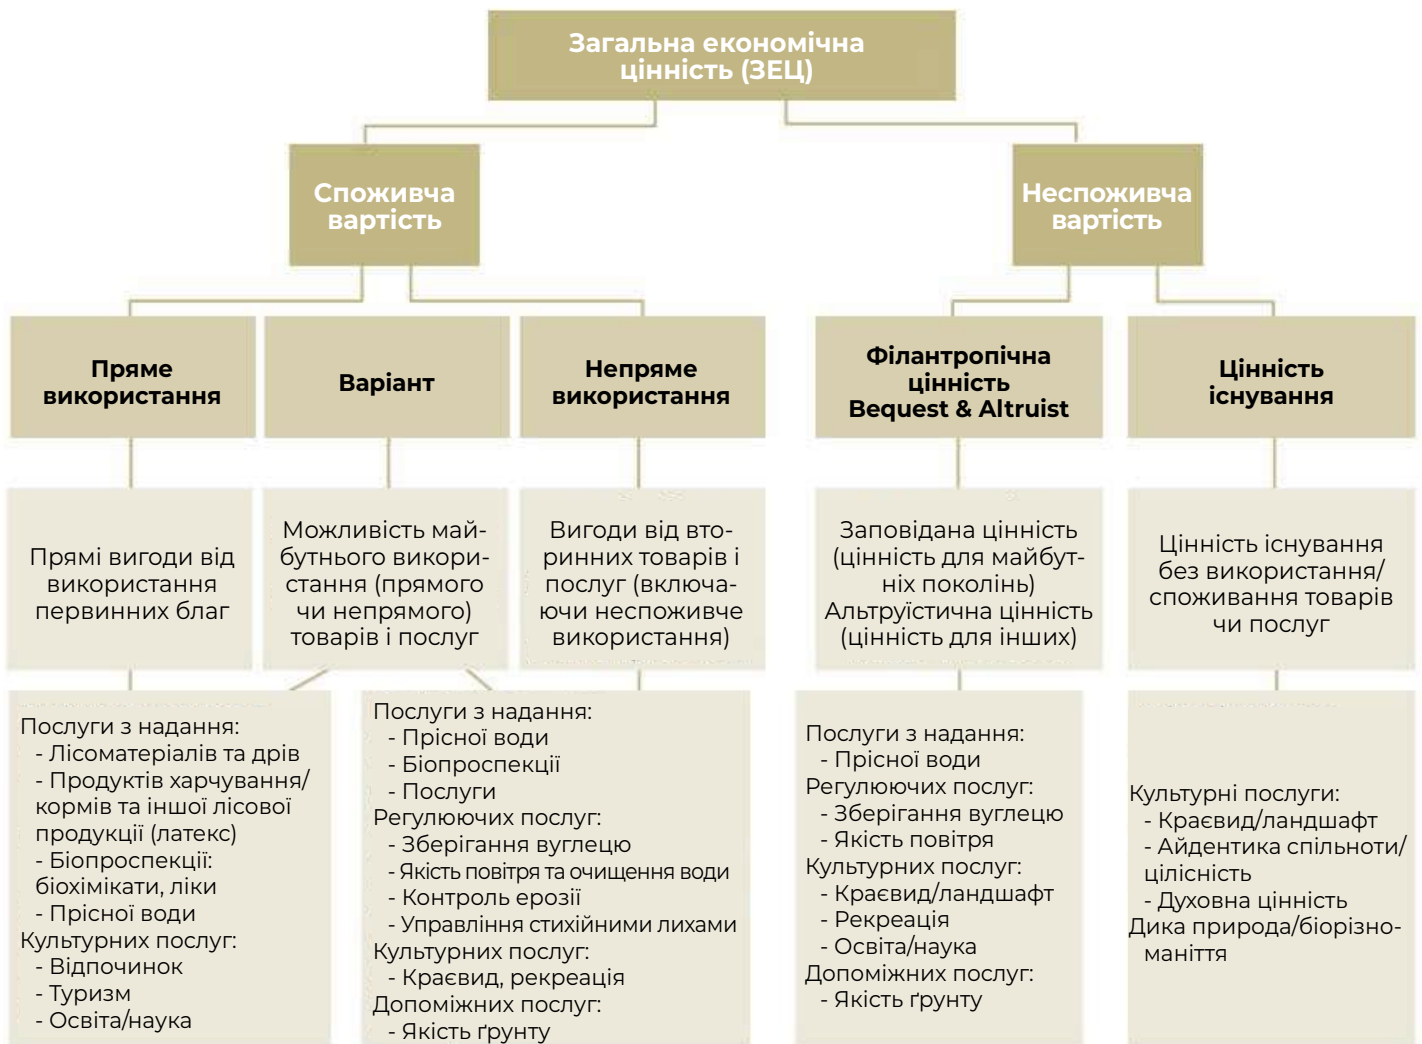 Загальна економічна
цінність (ЗЕЦ)
Споживча
вартість
Неспоживча
вартість
Пряме
використання
Варіант
Непряме
використання
Філантропічна
цінність
Bequest & Altruist
Цінність
існування
Прямі вигоди від
використання
первинних благ
Можливість май-
бутнього викори-
стання (прямого
чи непрямого)
товарів і послуг
Вигоди від вто-
ринних товарів і
послуг (включа-
ючи неспоживче
використання)
Заповідана цінність
(цінність для майбут-
ніх поколінь)
Альтруїстична цінність
(цінність для інших)
Цінність існування
без використання/
споживання товарів
чи послуг
Послуги з надання:
- Лісоматеріалів та дрів
- Продуктів харчування/
кормів та іншої лісової
продукції (латекс)
- Біопроспекції:
біохімікати, ліки
- Прісної води
Культурних послуг:
- Відпочинок
- Туризм
- Освіта/наука
Послуги з надання:
- Прісної води
- Біопроспекції
- Послуги
Регулюючих послуг:
- Зберігання вуглецю
- Якість повітря та очищення води
- Контроль ерозії
- Управління стихійними лихами
Культурних послуг:
- Краєвид, рекреація
Допоміжних послуг:
- Якість ґрунту
Послуги з надання:
- Прісної води
Регулюючих послуг:
- Зберігання вуглецю
- Якість повітря
Культурних послуг:
- Краєвид/ландшафт
- Рекреація
- Освіта/наука
Допоміжних послуг:
- Якість ґрунту
Культурні послуги:
- Краєвид/ландшафт
- Айдентика спільноти/
цілісність
- Духовна цінність
Дика природа/біорізно-
маніття